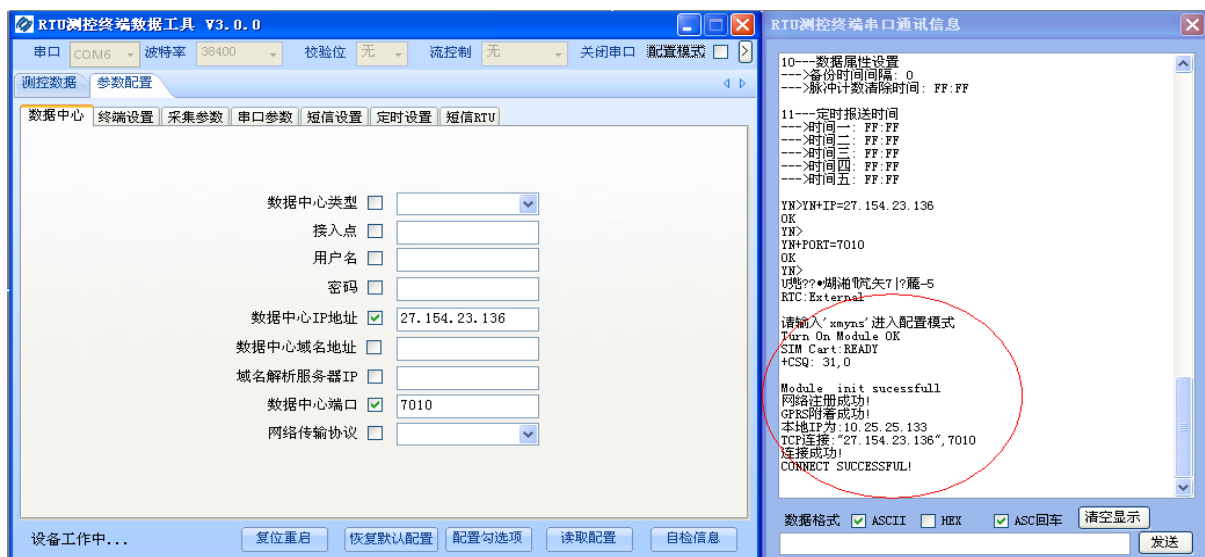 RTU测控终端数据工具 V3.0.0
串口 COM6 波特率 38400 校验位 无 流控制 无 关闭串口 配置模式
测控数据 参数配置
数据中心 终端设置 采集参数 串口参数 短信设置 定时设置 短信RTU
数据中心类型
接入点
用户名
密码
数据中心IP地址 27.154.23.136
数据中心域名地址
域名解析服务器IP
数据中心端口 7010
网络传输协议
设备工作中... 复位重启 恢复默认配置 配置勾选项 读取配置 自检信息
RTU测控终端串口通讯信息
10---数据属性设置
--->备份时间间隔: 0
--->脉冲计数清除时间: FF:FF
11---定时报送时间
--->时间一: FF:FF
--->时间二: FF:FF
--->时间三: FF:FF
--->时间四: FF:FF
--->时间五: FF:FF
YN>YN+IP=27.154.23.136
OK
YN>
YN+PORT=7010
OK
YN>
RTC:External
请输入'xmyns'进入配置模式
Turn On Module OK
SIM Cart:READY
+CSQ: 31,0
Module init sucessfull
网络注册成功!
GPRS附着成功!
本地IP为:10.25.25.133
TCP连接:"27.154.23.136",7010
连接成功!
CONNECT SUCCESSFUL!
数据格式 ASCII HEX ASC回车 清空显示
发送